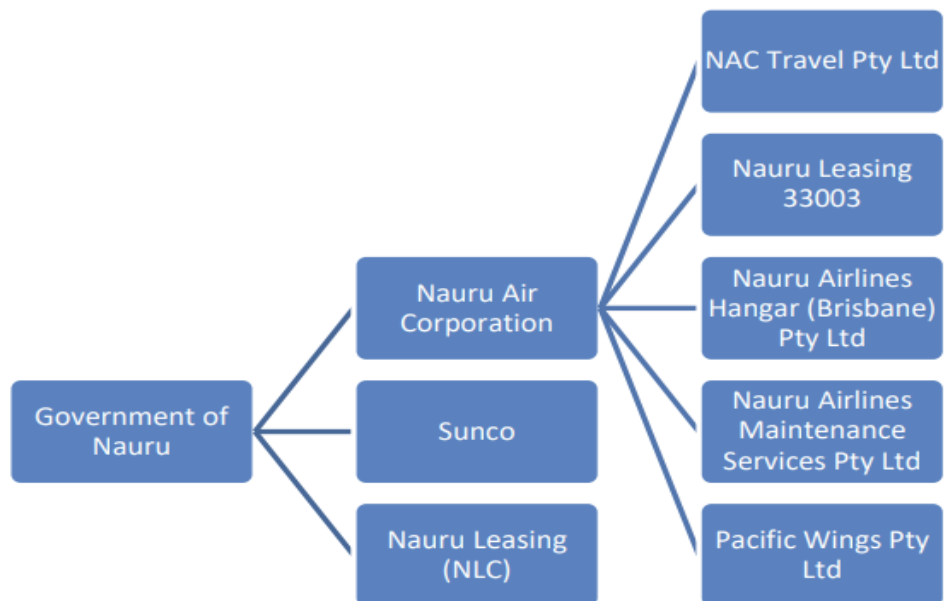 Government of
Nauru
Nauru Air
Corporation
Sunco
Nauru Leasing
(NLC)
NAC Travel Pty Ltd
Nauru Leasing
33003
Nauru Airlines
Hangar (Brisbane)
Pty Ltd
Nauru Airlines
Maintenance
Services Pty Ltd
Pacific Wings Pty
Ltd